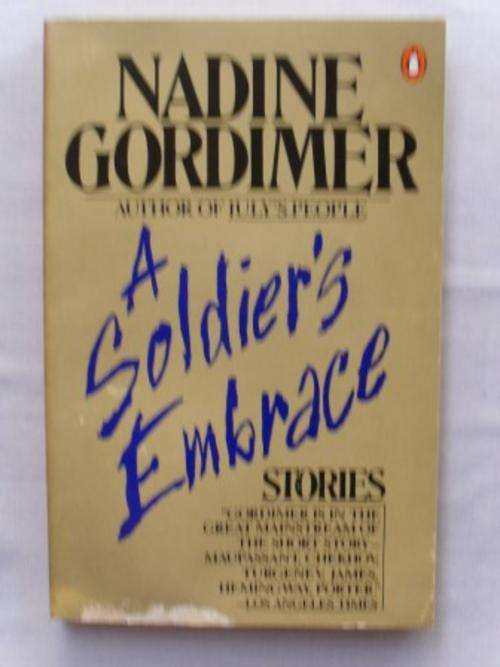 NADINE
GORDIMER
AUTHOR OF JULY'S PEOPLE
A
Soldier's
Embrace
STORIES
"GORDIMER IS IN THE
GREAT MAINSTREAM OF
THE SHORT STORY—
MAUPASSANT, CHEKHOV,
TURGENEV, JAMES,
HEMINGWAY, PORTER."
LOS ANGELES TIMES